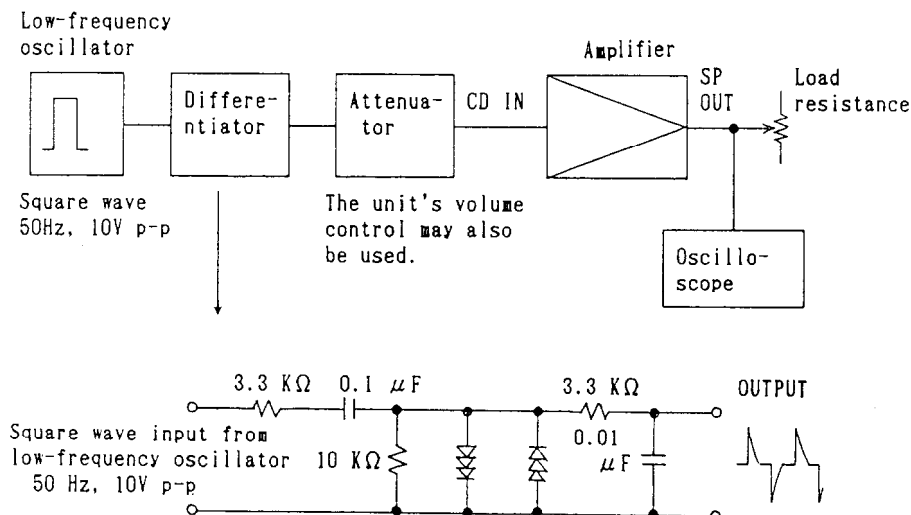 Low-frequency
oscillator
Differe-
ntiator
Attenua-
tor
CD IN
Amplifier
SP
OUT
Load
resistance
Square wave
50Hz, 10V p-p
The unit's volume
control may also
be used.
Oscillo-
scope
3.3 KΩ
0.1 μF
3.3 KΩ
OUTPUT
Square wave input from
low-frequency oscillator
50 Hz, 10V p-p
10 KΩ
0.01
μF